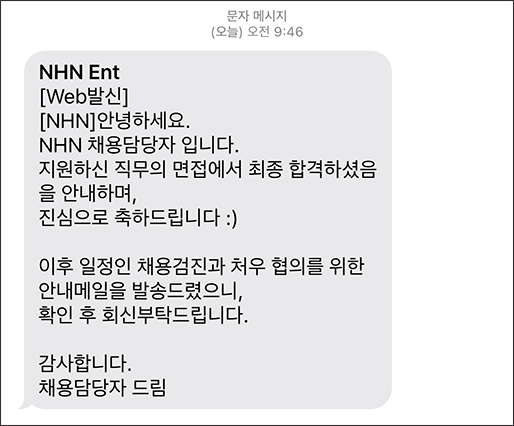 문자 메시지
(오늘) 오전 9:46
NHN Ent
[Web발신]
[NHN]안녕하세요.
NHN 채용담당자 입니다.
지원하신 직무의 면접에서 최종 합격하셨음
을 안내하며,
진심으로 축하드립니다 :)
이후 일정인 채용검진과 처우 협의를 위한
안내메일을 발송드렸으니,
확인 후 회신부탁드립니다.
감사합니다.
채용담당자 드림